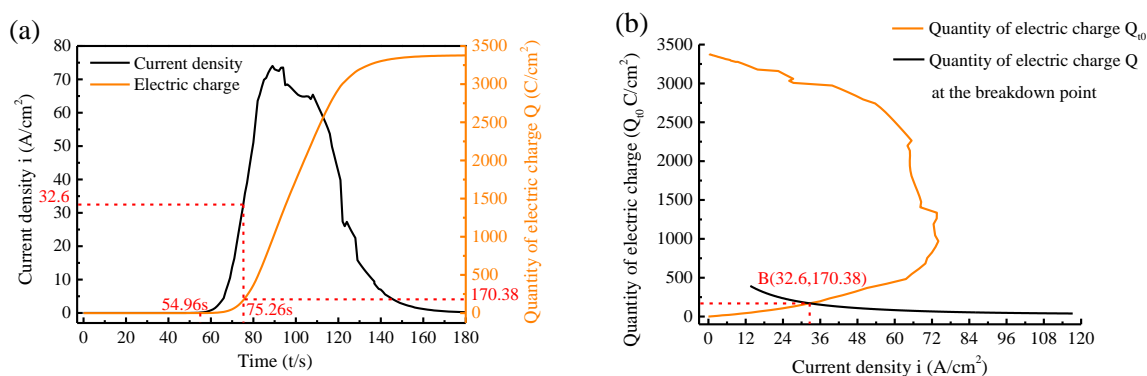 (a)
80
70
60
50
40
30
20
10
0
Current density i (A/cm²)
32.6
Current density
Electric charge
54.96s
75.26s
170.38
0 20 40 60 80 100 120 140 160 180
Time (t/s)
3500
3000
2500
2000
1500
1000
500
0
Quantity of electric charge Q (C/cm²)
(b)
Quantity of electric charge Qt0
Quantity of electric charge Q
at the breakdown point
3500
3000
2500
2000
1500
1000
500
0
Quantity of electric charge (Qt0 C/cm²)
B(32.6,170.38)
0 12 24 36 48 60 72 84 96 108 120
Current density i (A/cm²)